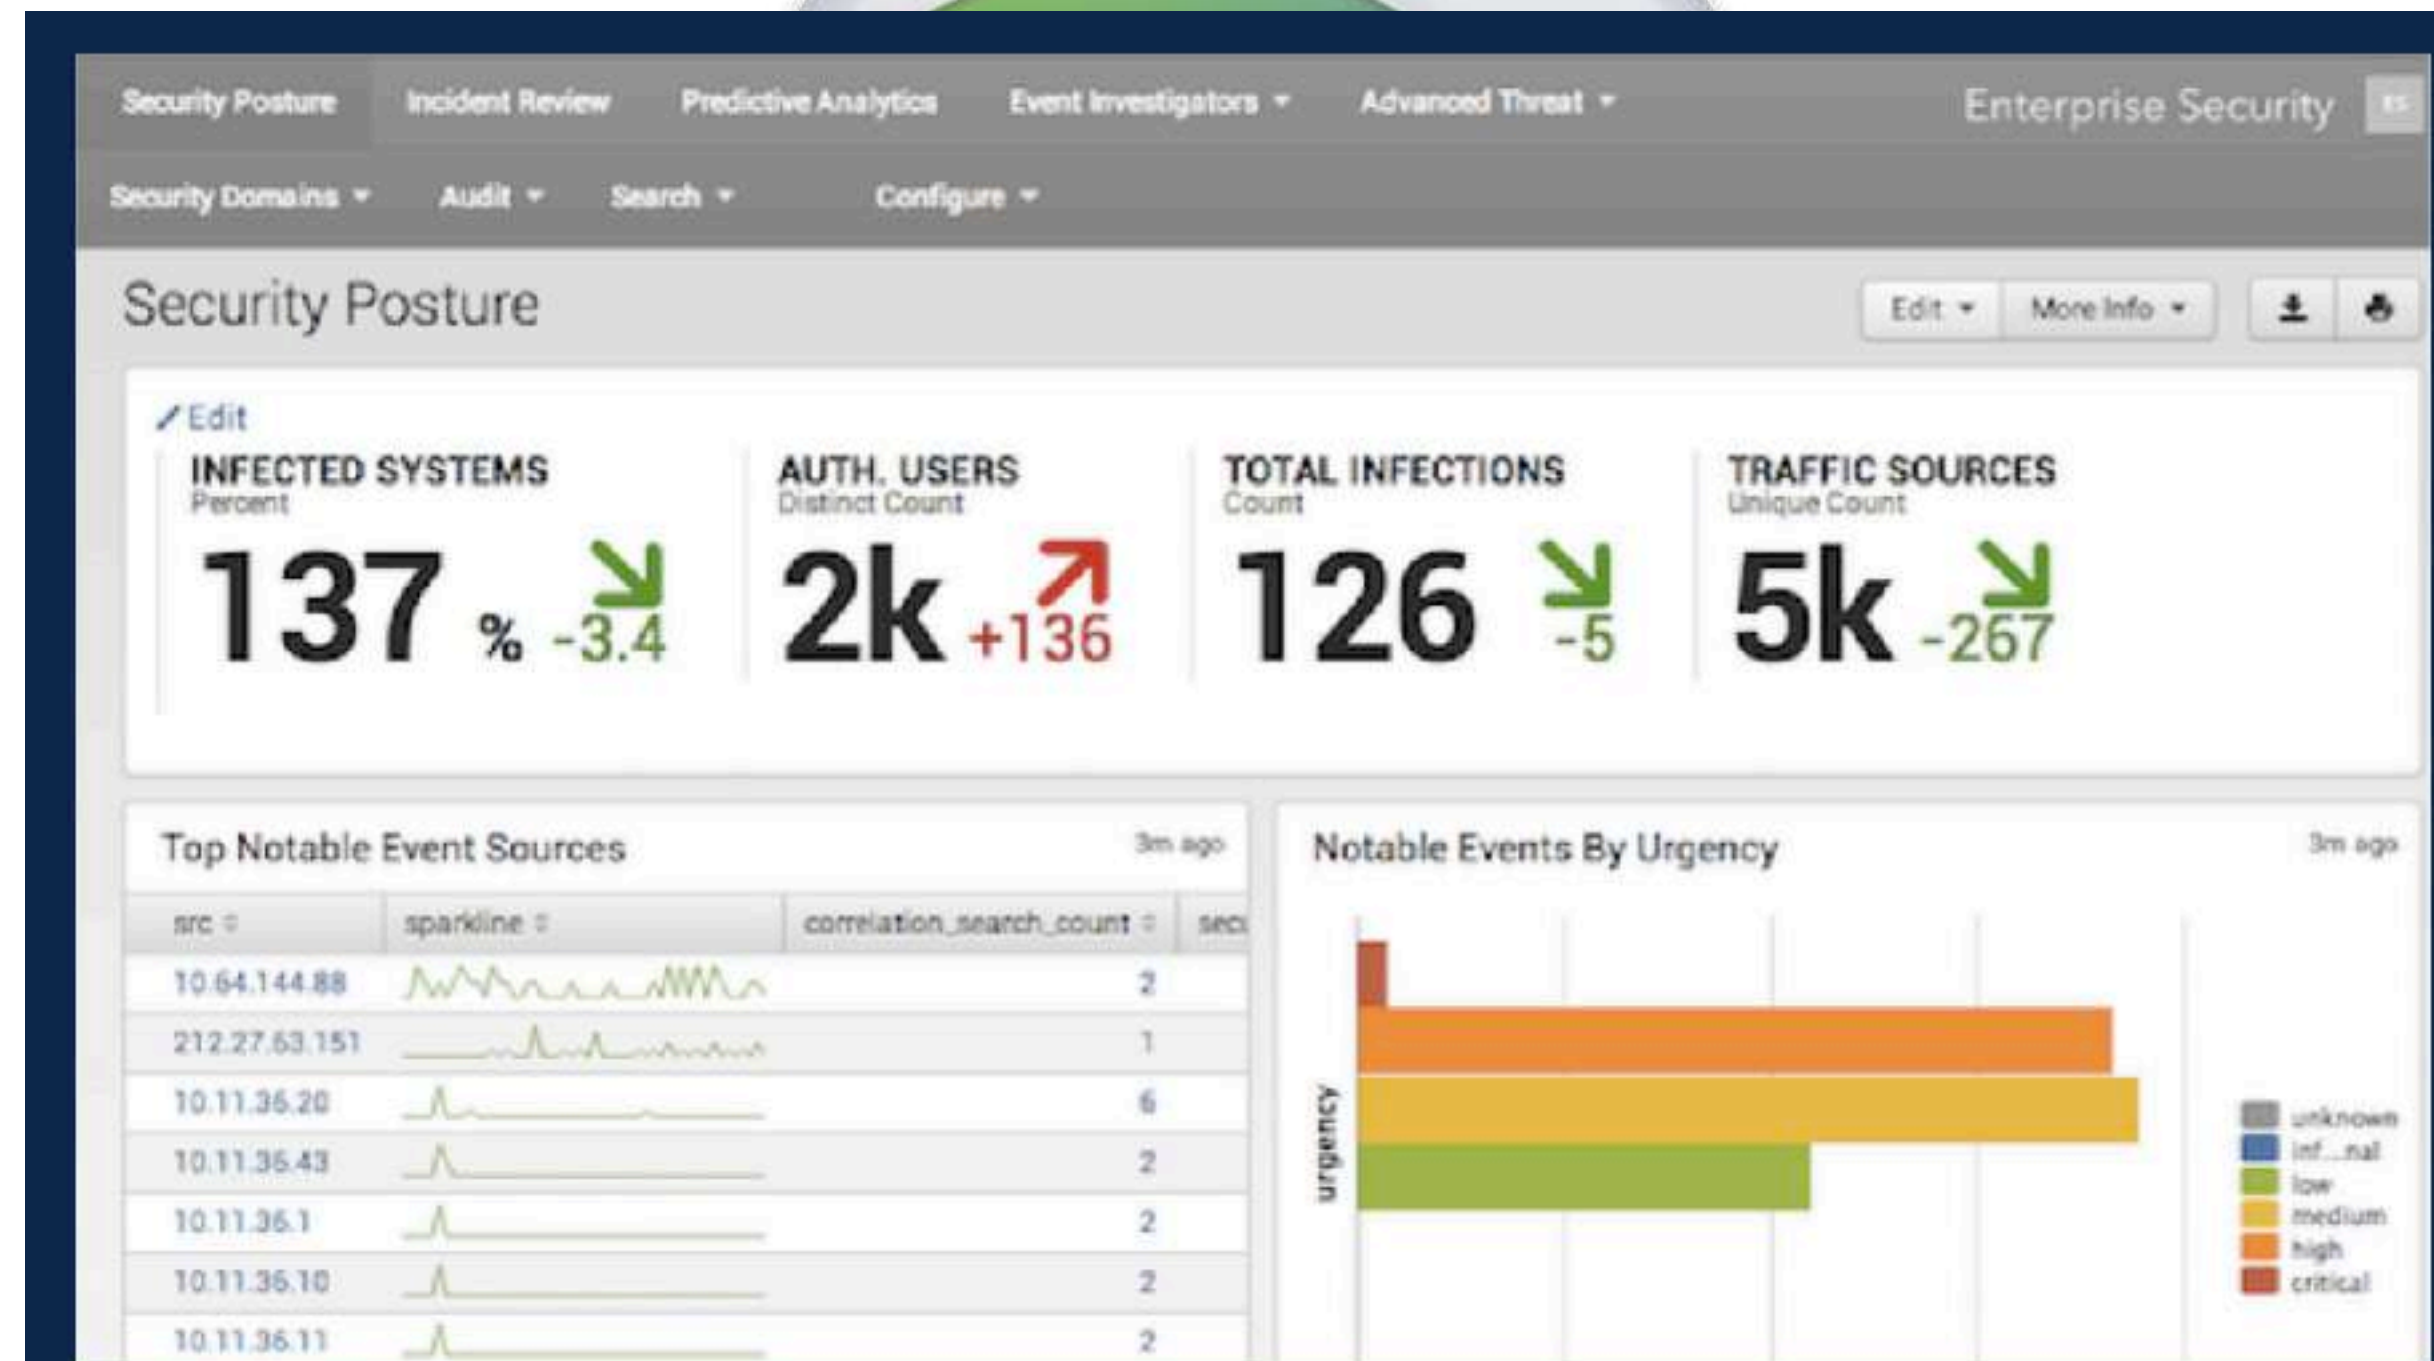 Security Posture Incident Review Predictive Analytics Event Investigators Advanced Threat Enterprise Security ES
Security Domains Audit Search Configure
Security Posture
Edit More Info
Edit
INFECTED SYSTEMS AUTH. USERS TOTAL INFECTIONS TRAFFIC SOURCES
Percent Distinct Count Count Unique Count
137 % -3.4 2k +136 126 -5 5k -267
Top Notable Event Sources 3m ago
src sparkline correlation_search_count secu
10.64.144.88 2
212.27.63.151 1
10.11.36.20 6
10.11.36.43 2
10.11.36.1 2
10.11.36.10 2
10.11.36.11 2
Notable Events By Urgency 3m ago
urgency
unknown
inf...nal
low
medium
high
critical